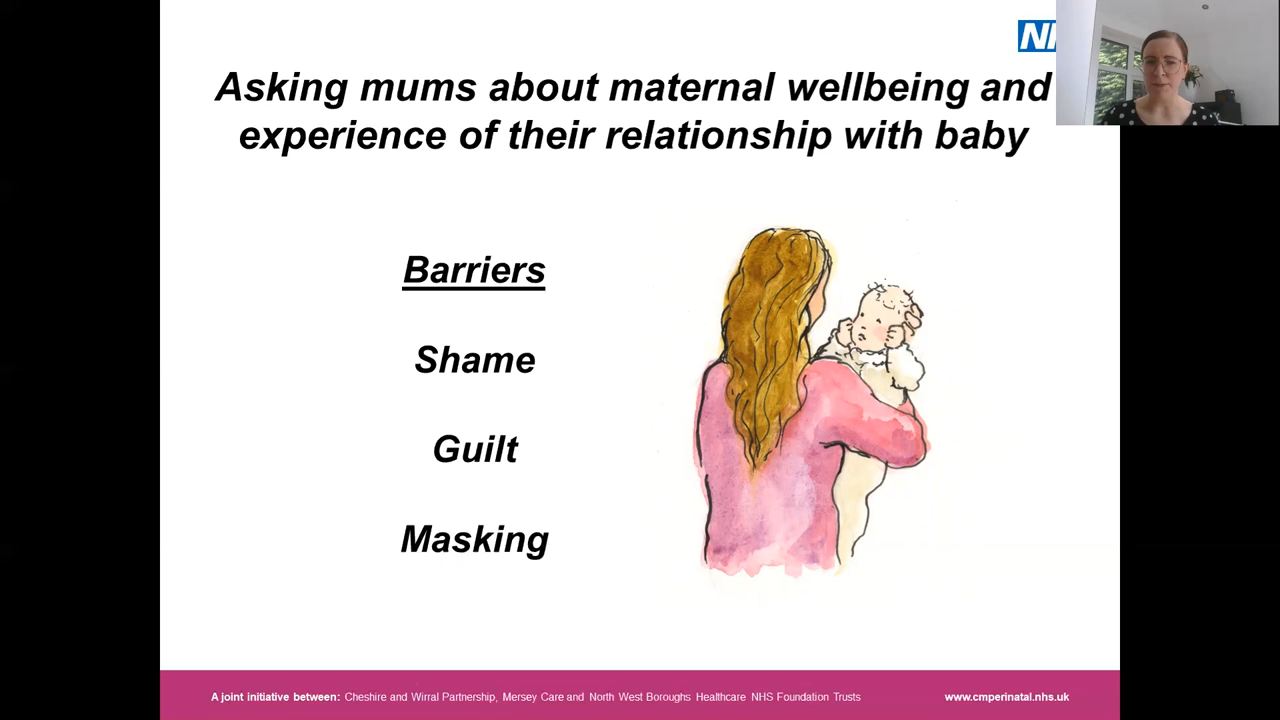 Asking mums about maternal wellbeing and
experience of their relationship with baby
Barriers
Shame
Guilt
Masking
A joint initiative between: Cheshire and Wirral Partnership, Mersey Care and North West Boroughs Healthcare NHS Foundation Trusts
www.cmperinatal.nhs.uk